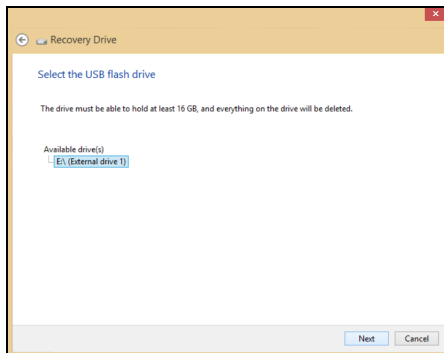 Recovery Drive
Select the USB flash drive
The drive must be able to hold at least 16 GB, and everything on the drive will be deleted.
Available drive(s)
E:\ (External drive 1)
Next Cancel